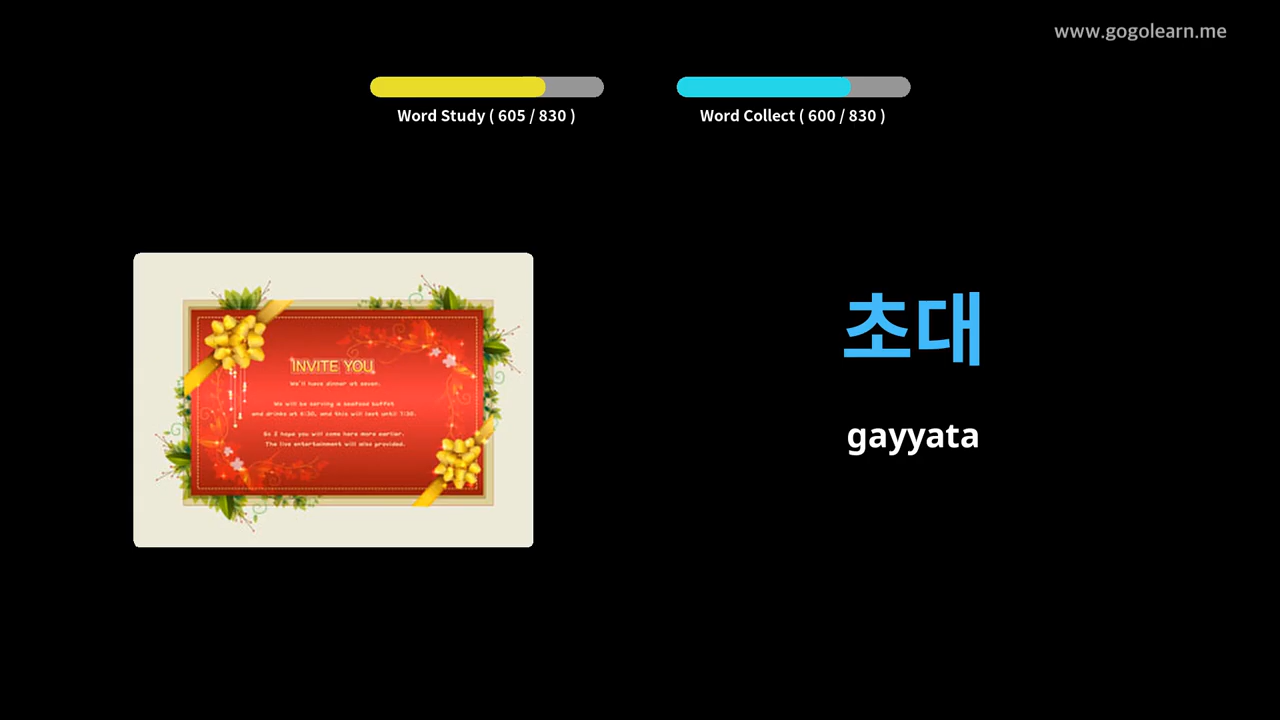 www.gogolearn.me
Word Study ( 605 / 830 )
Word Collect ( 600 / 830 )
INVITE YOU
We'll have dinner at seven.
We will be serving a seafood buffet
and drinks at 6:30, and this will last until 7:30.
So I hope you will come here more earlier.
The live entertainment will also provided.
초대
gayyata